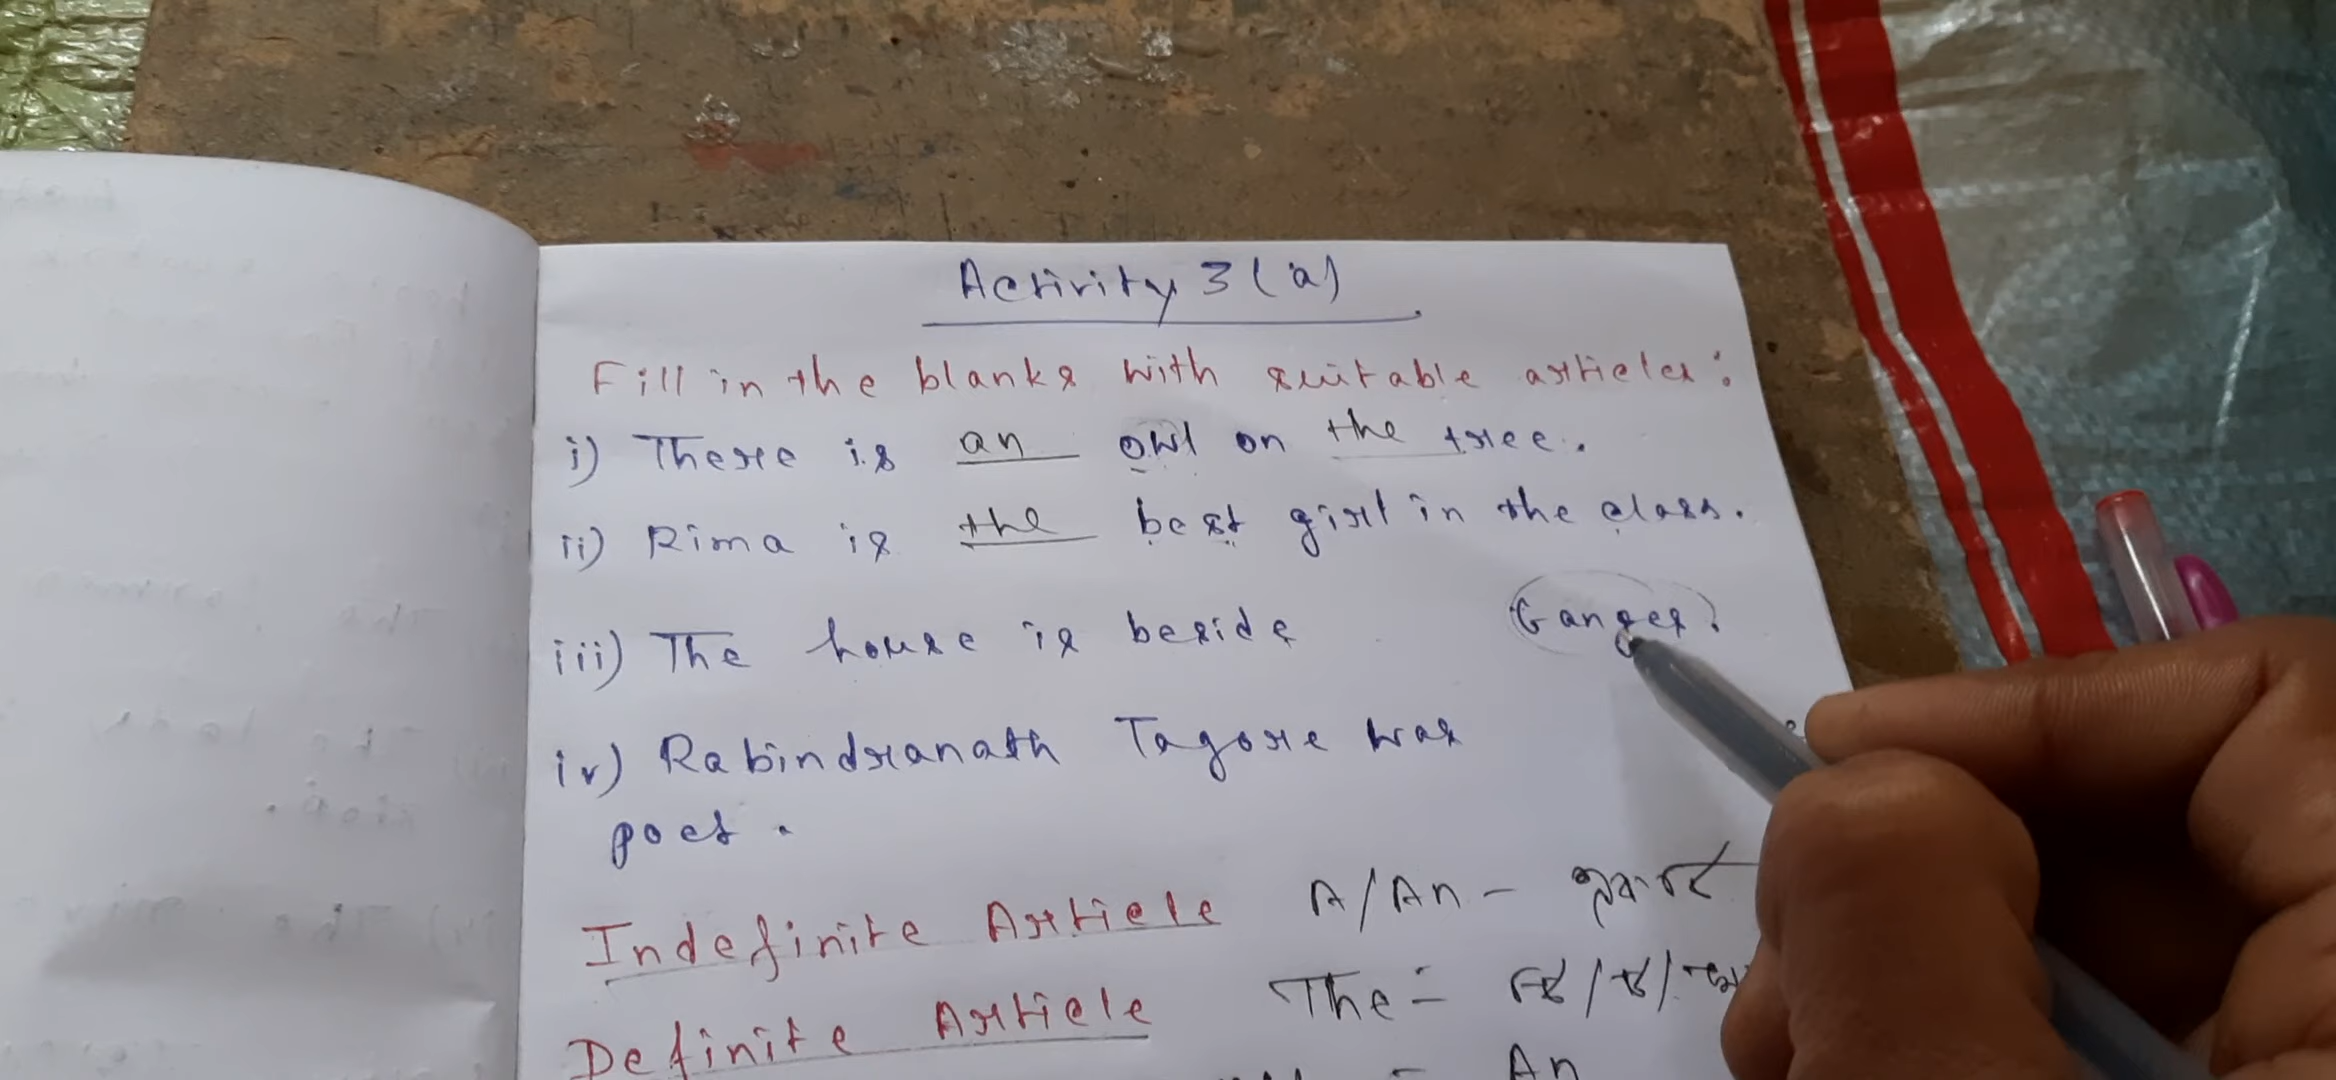 Activity 3 (a)
Fill in the blanks with suitable articles:
i) There is an owl on the tree.
ii) Rima is the best girl in the class.
iii) The house is beside Ganges.
iv) Rabindranath Tagore was
poet.
Indefinite Article A/An –
Definite Article The =
= An